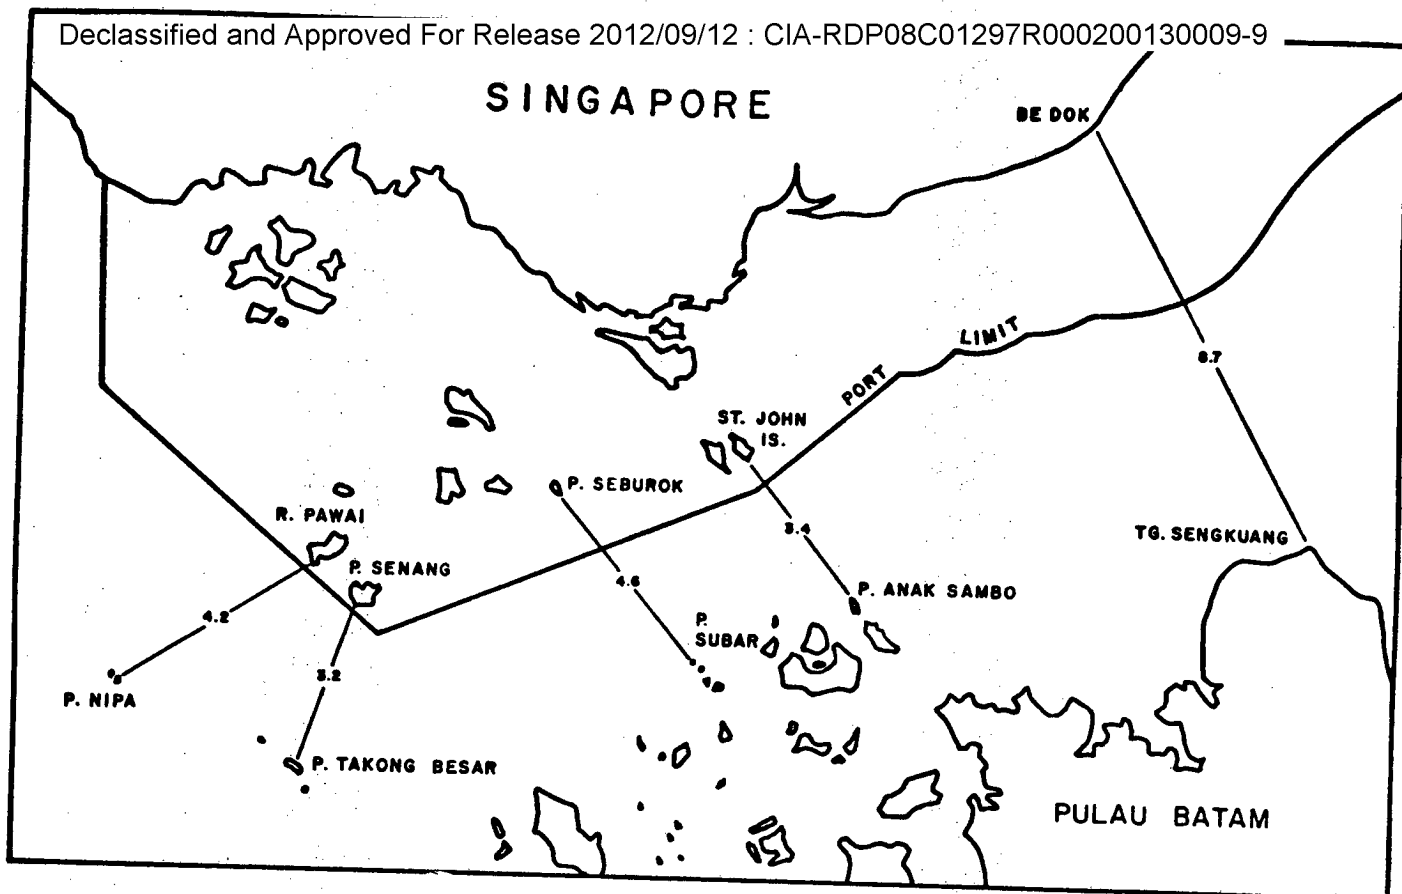 Declassified and Approved For Release 2012/09/12 : CIA-RDP08C01297R000200130009-9
SINGAPORE
BE DOK
LIMIT
PORT
8.7
ST. JOHN
IS.
P. SEBUROK
R. PAWAI
3.4
TG. SENGKUANG
P. SENANG
4.6
P. ANAK SAMBO
4.2
P.
SUBAR
3.2
P. NIPA
P. TAKONG BESAR
PULAU BATAM